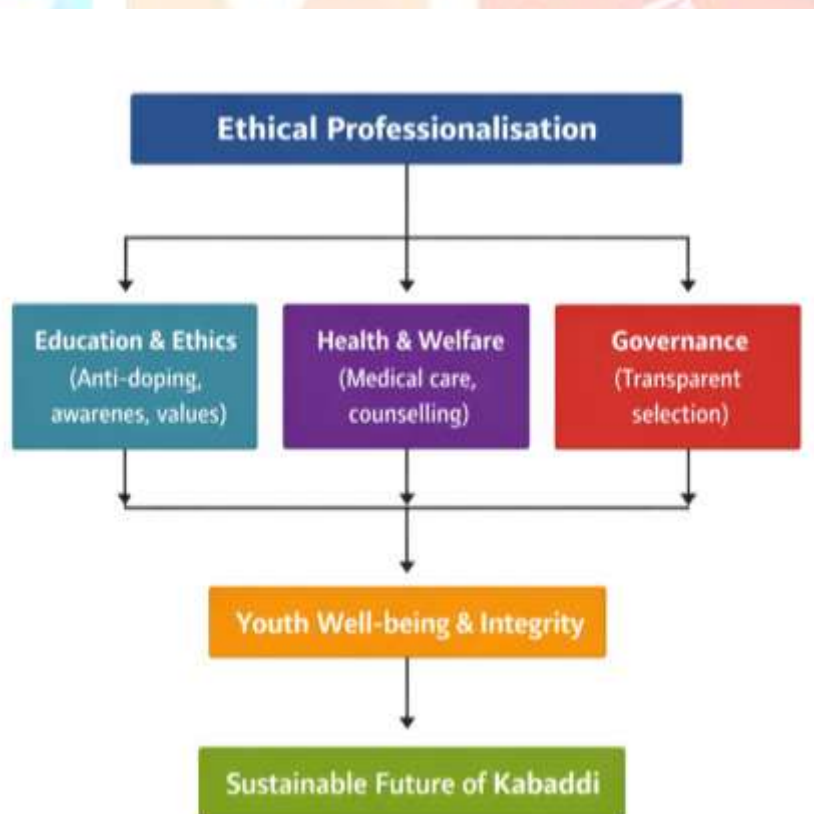 Ethical Professionalisation
Education & Ethics
(Anti-doping,
awarenes, values)
Health & Welfare
(Medical care,
counselling)
Governance
(Transparent
selection)
Youth Well-being & Integrity
Sustainable Future of Kabaddi